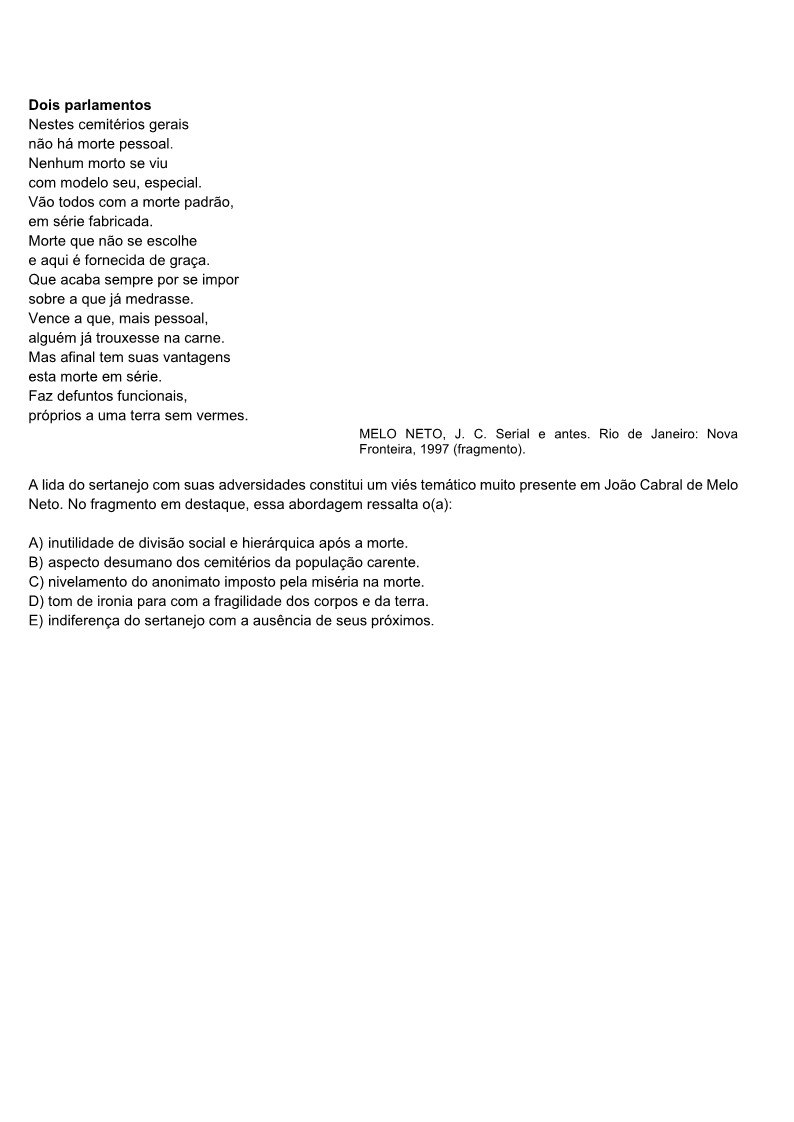 Dois parlamentos
Nestes cemitérios gerais
não há morte pessoal.
Nenhum morto se viu
com modelo seu, especial.
Vão todos com a morte padrão,
em série fabricada.
Morte que não se escolhe
e aqui é fornecida de graça.
Que acaba sempre por se impor
sobre a que já medrasse.
Vence a que, mais pessoal,
alguém já trouxesse na carne.
Mas afinal tem suas vantagens
esta morte em série.
Faz defuntos funcionais,
próprios a uma terra sem vermes.
MELO NETO, J. C. Serial e antes. Rio de Janeiro: Nova
Fronteira, 1997 (fragmento).
A lida do sertanejo com suas adversidades constitui um viés temático muito presente em João Cabral de Melo
Neto. No fragmento em destaque, essa abordagem ressalta o(a):
A) inutilidade de divisão social e hierárquica após a morte.
B) aspecto desumano dos cemitérios da população carente.
C) nivelamento do anonimato imposto pela miséria na morte.
D) tom de ironia para com a fragilidade dos corpos e da terra.
E) indiferença do sertanejo com a ausência de seus próximos.